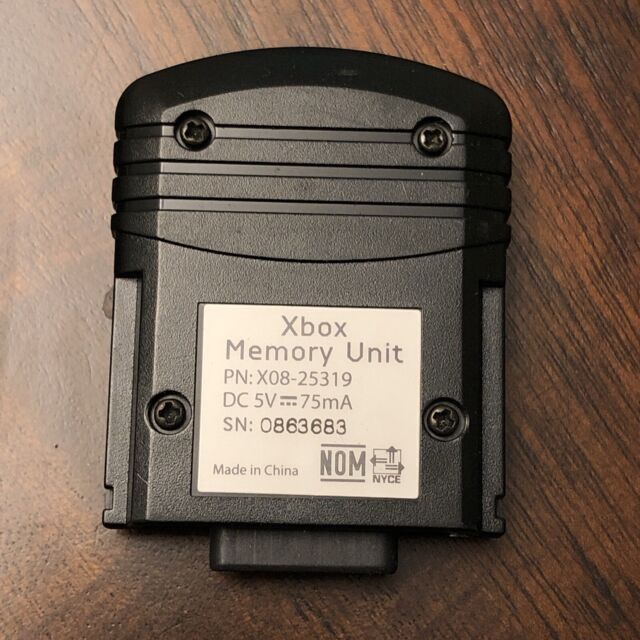 Xbox
Memory Unit
PN: X08-25319
DC 5V⎓75mA
SN: 0863683
Made in China
NOM
NYCE